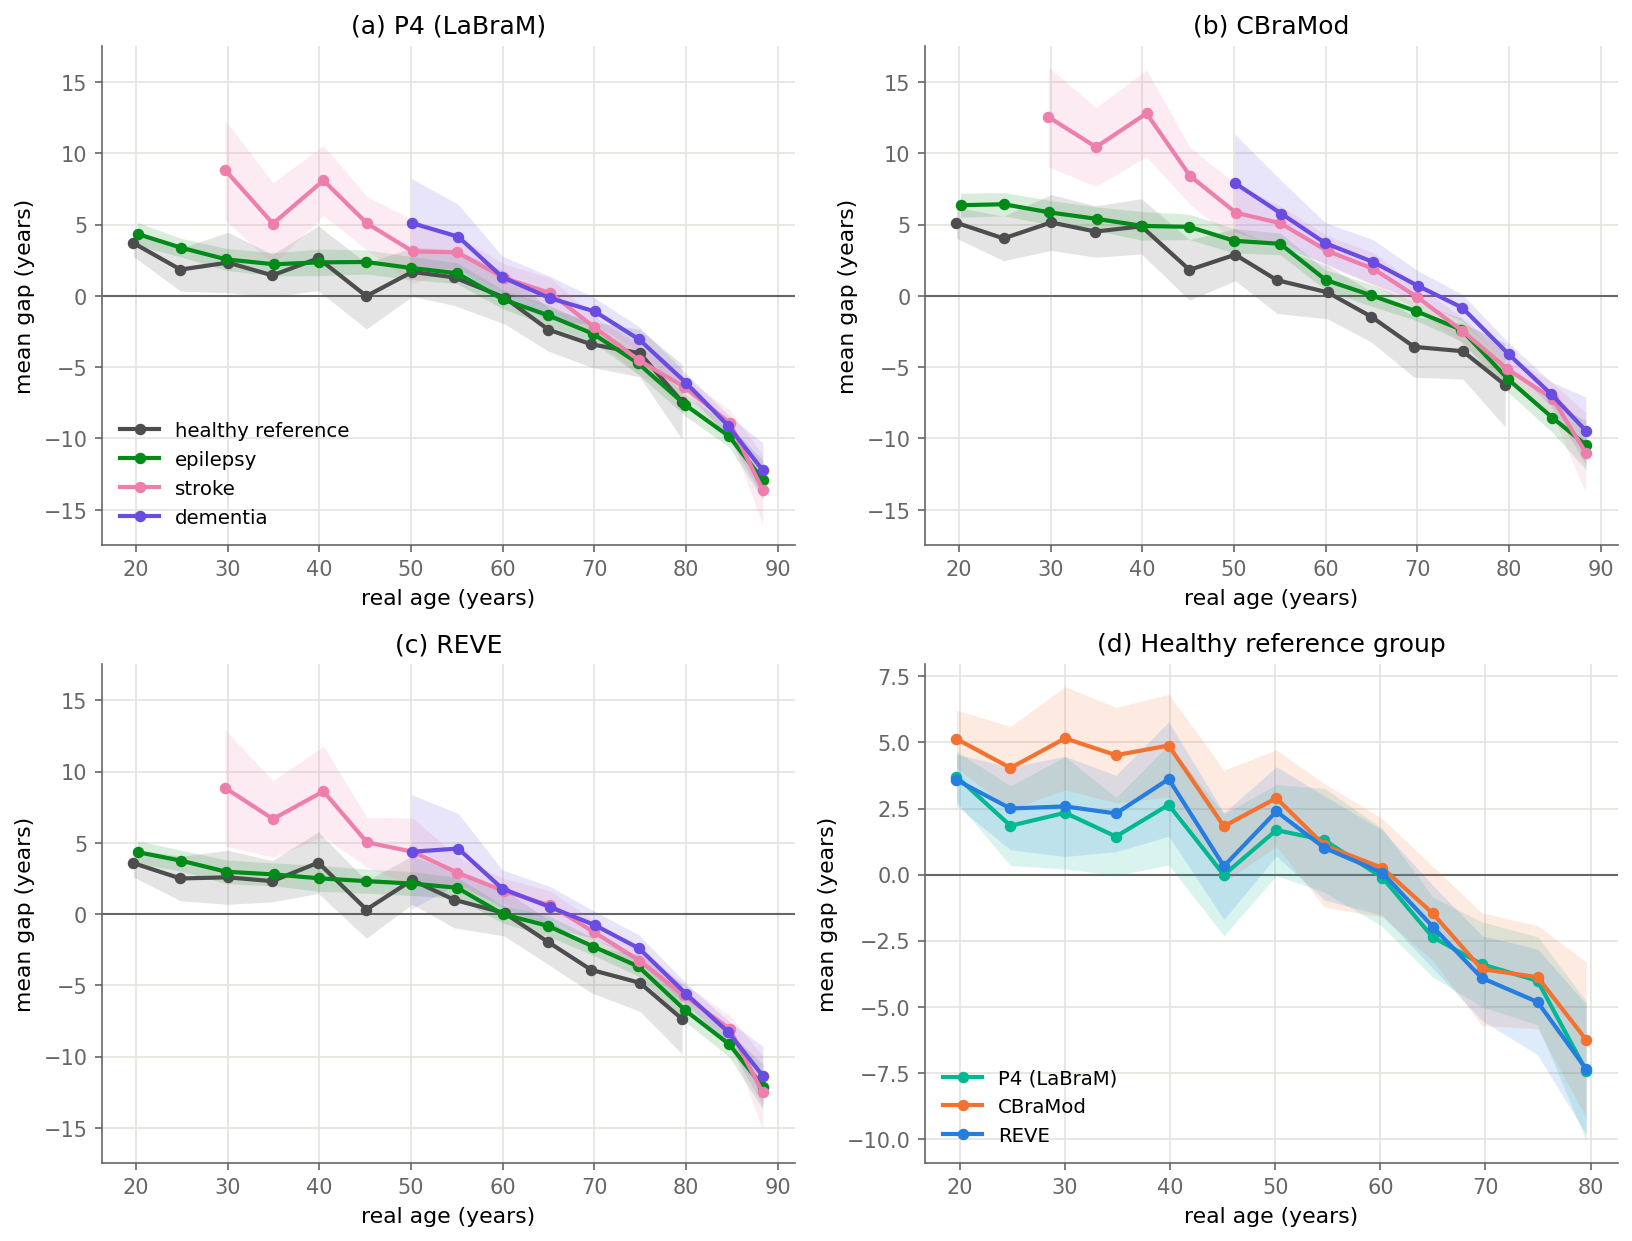 (a) P4 (LaBraM)
mean gap (years)
15
10
5
0
−5
−10
−15
healthy reference
epilepsy
stroke
dementia
20 30 40 50 60 70 80 90
real age (years)
(b) CBraMod
mean gap (years)
15
10
5
0
−5
−10
−15
20 30 40 50 60 70 80 90
real age (years)
(c) REVE
mean gap (years)
15
10
5
0
−5
−10
−15
20 30 40 50 60 70 80 90
real age (years)
(d) Healthy reference group
mean gap (years)
7.5
5.0
2.5
0.0
−2.5
−5.0
−7.5
−10.0
P4 (LaBraM)
CBraMod
REVE
20 30 40 50 60 70 80
real age (years)